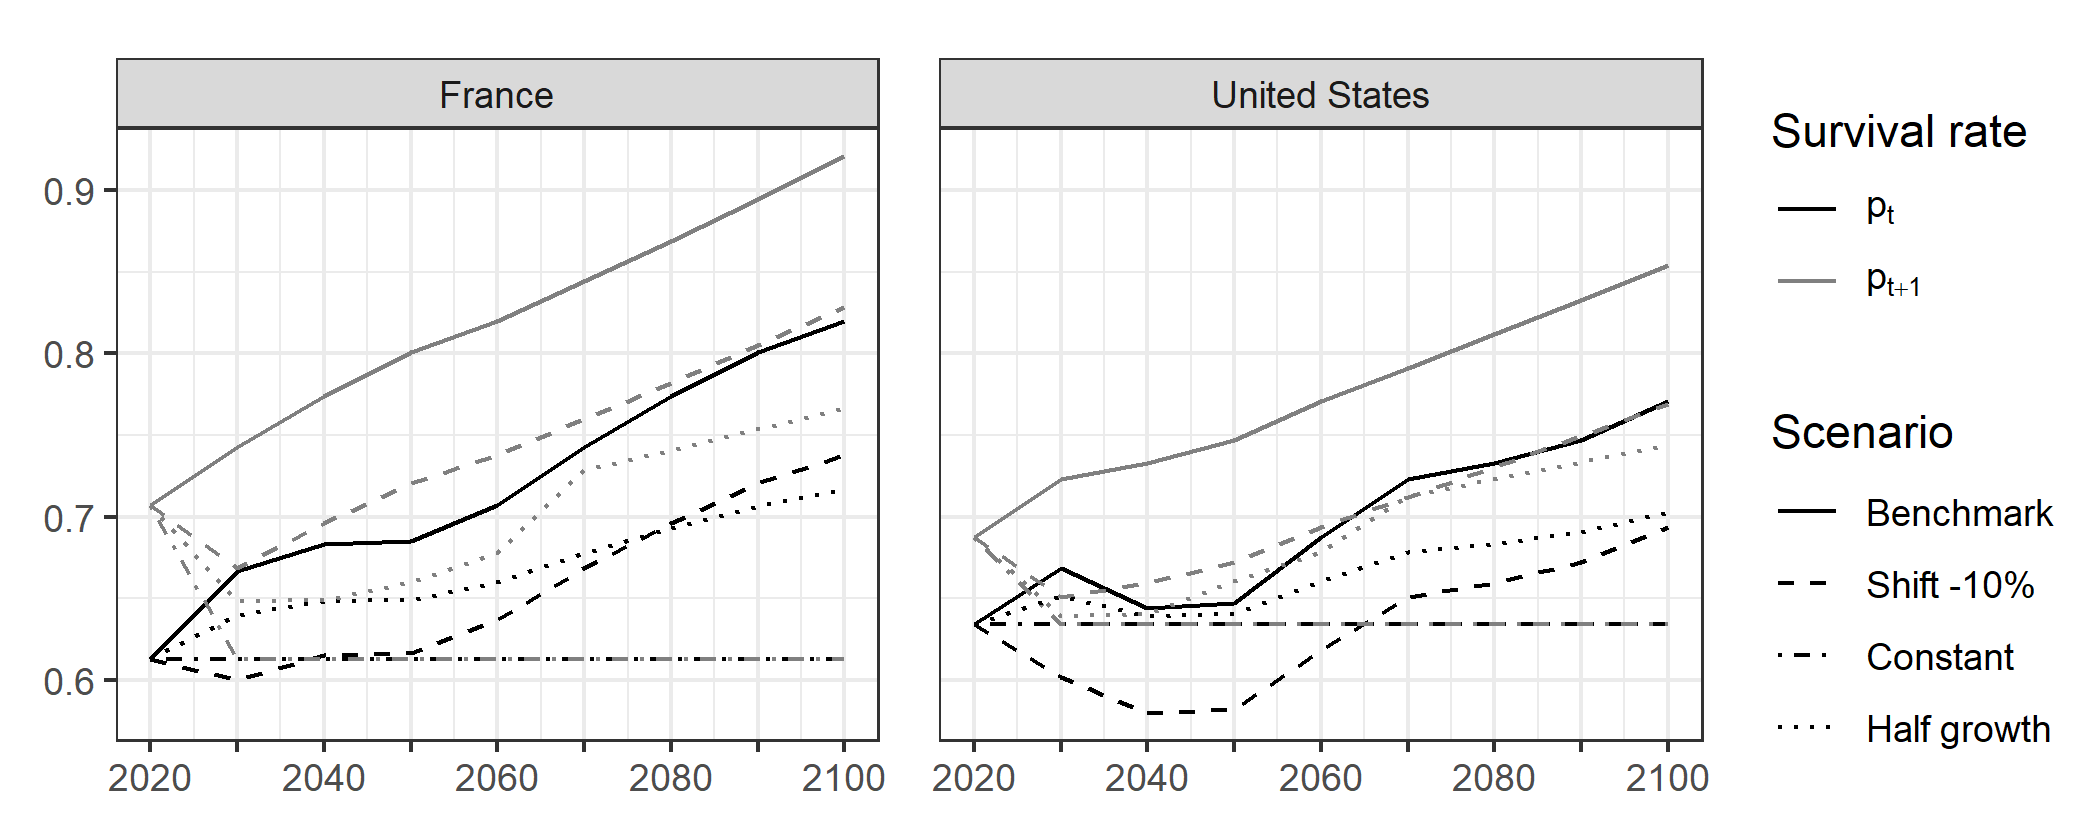 France
United States
0.9
0.8
0.7
0.6
2020 2040 2060 2080 2100
2020 2040 2060 2080 2100
Survival rate
pt
pt+1
Scenario
Benchmark
Shift -10%
Constant
Half growth